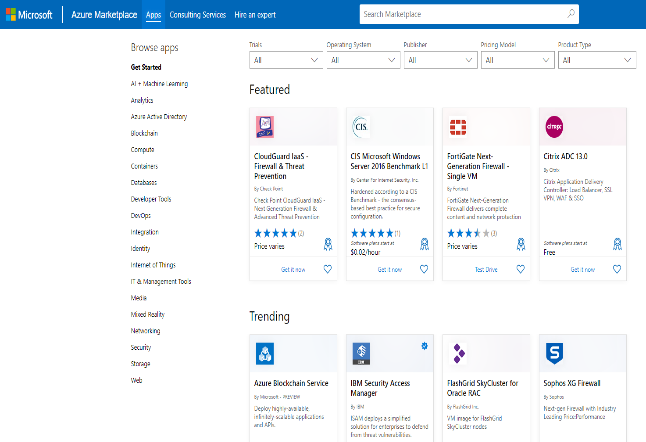 Microsoft Azure Marketplace Apps Consulting Services Hire an expert Search Marketplace
Browse apps
Get Started
AI + Machine Learning
Analytics
Azure Active Directory
Blockchain
Compute
Containers
Databases
Developer Tools
DevOps
Integration
Identity
Internet of Things
IT & Management Tools
Media
Mixed Reality
Networking
Security
Storage
Web
Trials Operating System Publisher Pricing Model Product Type
All All All All All
Featured
CloudGuard IaaS -
Firewall & Threat
Prevention
By Check Point
Check Point CloudGuard IaaS -
Next Generation Firewall &
Advanced Threat Prevention
(2)
Price varies
Get it now
CIS.
CIS Microsoft Windows
Server 2016 Benchmark L1
By Center For Internet Security, Inc.
Hardened according to a CIS
Benchmark - the consensus-
based best practice for secure
configuration.
(1)
Software plans start at
$0.02/hour
Get it now
FortiGate Next-
Generation Firewall -
Single VM
By Fortinet
FortiGate Next-Generation
Firewall delivers complete
content and network protection
(3)
Price varies
Test Drive
citrix
Citrix ADC 13.0
By Citrix
Citrix Application Delivery
Controller: Load Balancer, SSL
VPN, WAF & SSO
Software plans start at
Free
Get it now
Trending
Azure Blockchain Service
By Microsoft - PREVIEW
Deploy highly-available,
infinitely-scalable applications
and APIs.
IBM
IBM Security Access
Manager
By IBM
ISAM deploys a simplified
solution for enterprises to defend
from threat vulnerabilities.
FlashGrid SkyCluster for
Oracle RAC
By FlashGrid Inc.
VM image for FlashGrid
SkyCluster nodes
S
Sophos XG Firewall
By Sophos
Next-gen Firewall with Industry
Leading Price/Performance